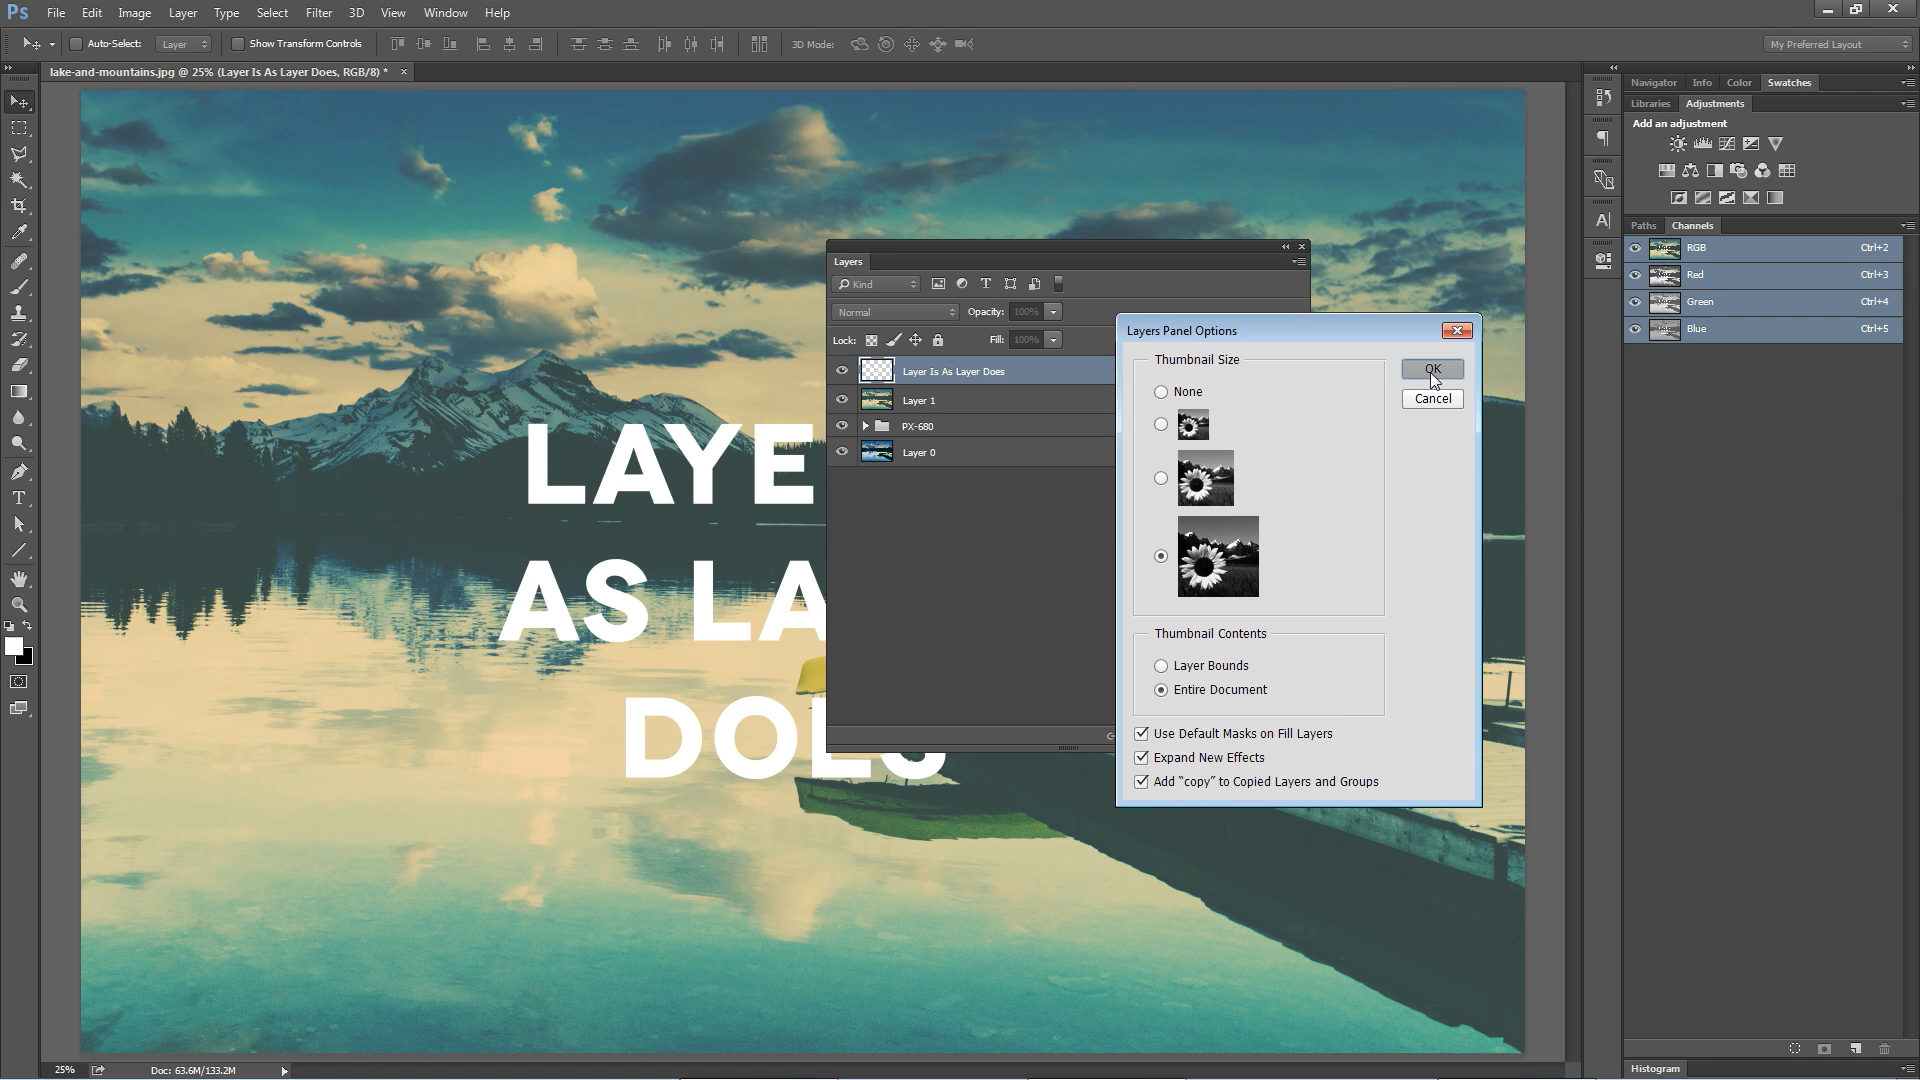 Ps File Edit Image Layer Type Select Filter 3D View Window Help
Auto-Select: Layer Show Transform Controls 3D Mode: My Preferred Layout
lake-and-mountains.jpg @ 25% (Layer Is As Layer Does, RGB/8) *
Navigator Info Color Swatches
Libraries Adjustments
Add an adjustment
Paths Channels
RGB Ctrl+2
Red Ctrl+3
Green Ctrl+4
Blue Ctrl+5
Histogram
LAYE
AS LA
DOES
Layers
Kind
Normal Opacity: 100%
Lock: Fill: 100%
Layer Is As Layer Does
Layer 1
PX-680
Layer 0
Layers Panel Options
Thumbnail Size
None
OK
Cancel
Thumbnail Contents
Layer Bounds
Entire Document
Use Default Masks on Fill Layers
Expand New Effects
Add “copy” to Copied Layers and Groups
25% Doc: 63.6M/133.2M